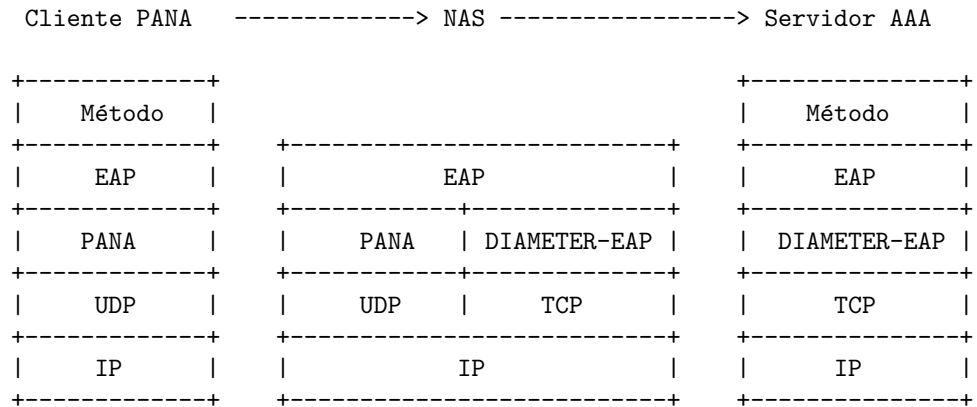 Cliente PANA -------------> NAS -----------------> Servidor AAA
Método Método
EAP EAP EAP
PANA PANA DIAMETER-EAP DIAMETER-EAP
UDP UDP TCP TCP
IP IP IP